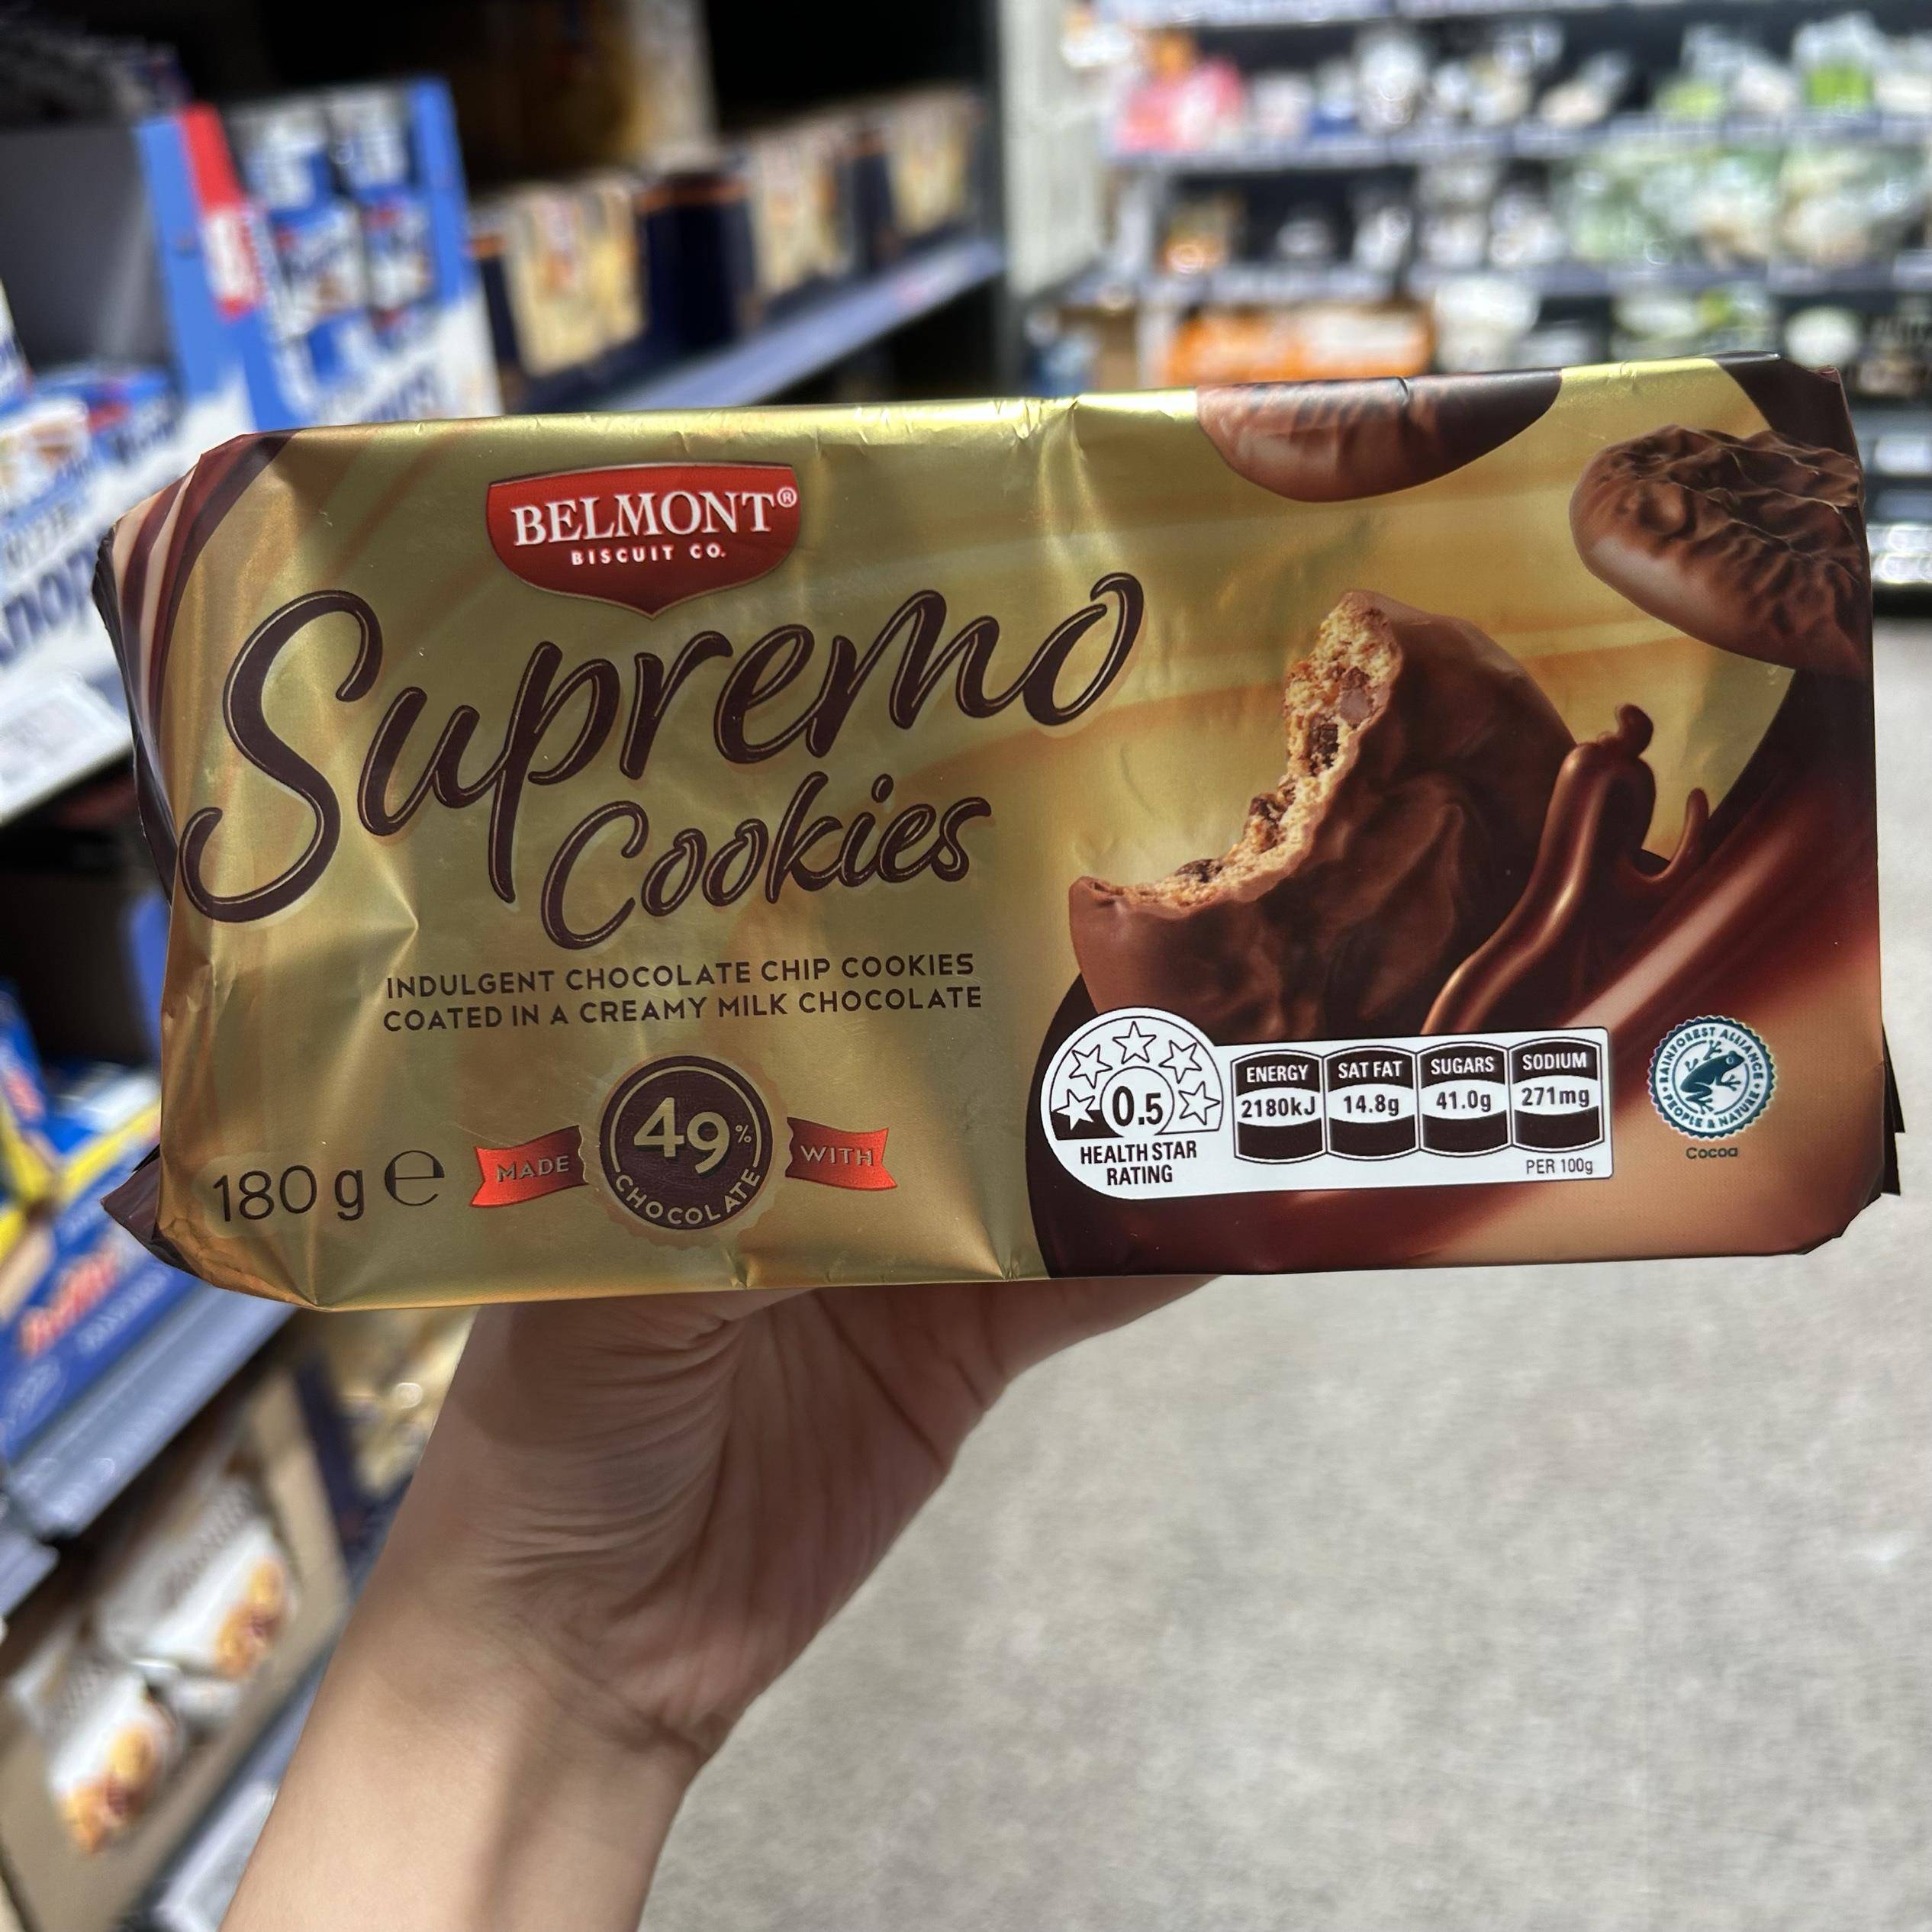 BELMONT®
BISCUIT CO.
Supremo
Cookies
INDULGENT CHOCOLATE CHIP COOKIES
COATED IN A CREAMY MILK CHOCOLATE
180 g e
MADE
49%
CHOCOLATE
WITH
0.5
HEALTH STAR
RATING
ENERGY
2180kJ
SAT FAT
14.8g
SUGARS
41.0g
SODIUM
271mg
PER 100g
RAINFOREST ALLIANCE
PEOPLE & NATURE
Cocoa